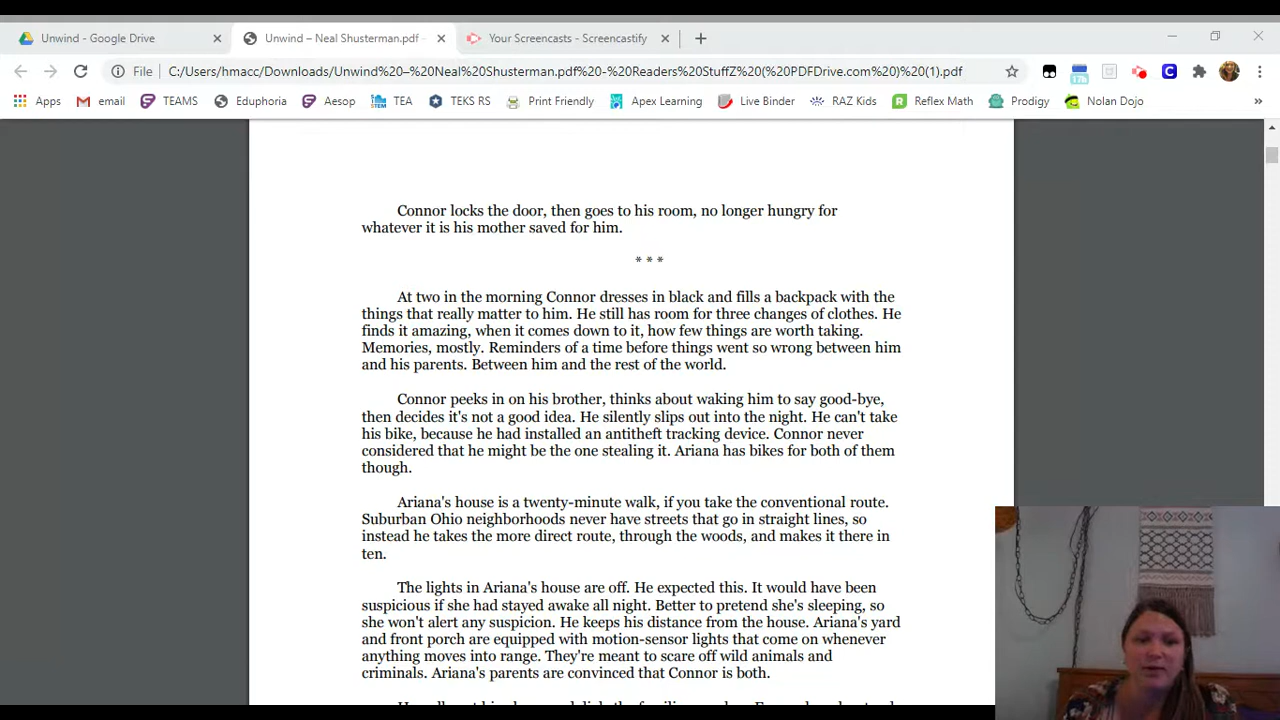 Unwind - Google Drive
Unwind – Neal Shusterman.pdf -
Your Screencasts - Screencastify
File
C:/Users/hmacc/Downloads/Unwind%20-%20Neal%20Shusterman.pdf%20-%20Readers%20Stuff7%20(%20PDFDrive.com%20)%20(1).pdf
17h
Apps
email
TEAMS
Eduphoria
Aesop
TEA
TEKS RS
Print Friendly
Apex Learning
Live Binder
RAZ Kids
Reflex Math
Prodigy
Nolan Dojo
Connor locks the door, then goes to his room, no longer hungry for
whatever it is his mother saved for him.
* * *
At two in the morning Connor dresses in black and fills a backpack with the
things that really matter to him. He still has room for three changes of clothes. He
finds it amazing, when it comes down to it, how few things are worth taking.
Memories, mostly. Reminders of a time before things went so wrong between him
and his parents. Between him and the rest of the world.
Connor peeks in on his brother, thinks about waking him to say good-bye,
then decides it's not a good idea. He silently slips out into the night. He can't take
his bike, because he had installed an antitheft tracking device. Connor never
considered that he might be the one stealing it. Ariana has bikes for both of them
though.
Ariana's house is a twenty-minute walk, if you take the conventional route.
Suburban Ohio neighborhoods never have streets that go in straight lines, so
instead he takes the more direct route, through the woods, and makes it there in
ten.
The lights in Ariana's house are off. He expected this. It would have been
suspicious if she had stayed awake all night. Better to pretend she's sleeping, so
she won't alert any suspicion. He keeps his distance from the house. Ariana's yard
and front porch are equipped with motion-sensor lights that come on whenever
anything moves into range. They're meant to scare off wild animals and
criminals. Ariana's parents are convinced that Connor is both.